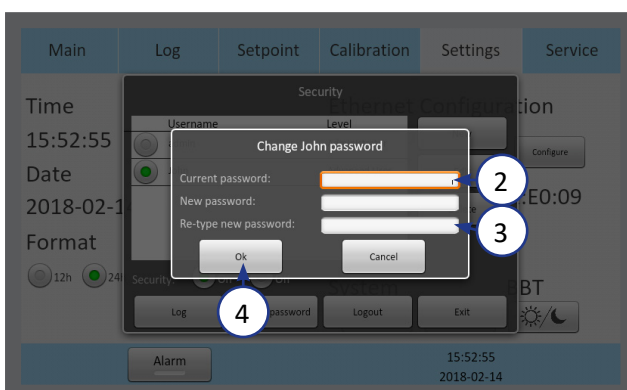 Main Log Setpoint Calibration Settings Service
Security
Time Ethernet Configuration
Username Level
15:52:55
Change John password
Configure
Date
Current password:
2
2018-02-1 :E0:09
New password:
Re-type new password:
3
Format
Ok Cancel
12h 24h
Security: On Off
System BT
4
Log password Logout Exit
Alarm
15:52:55
2018-02-14